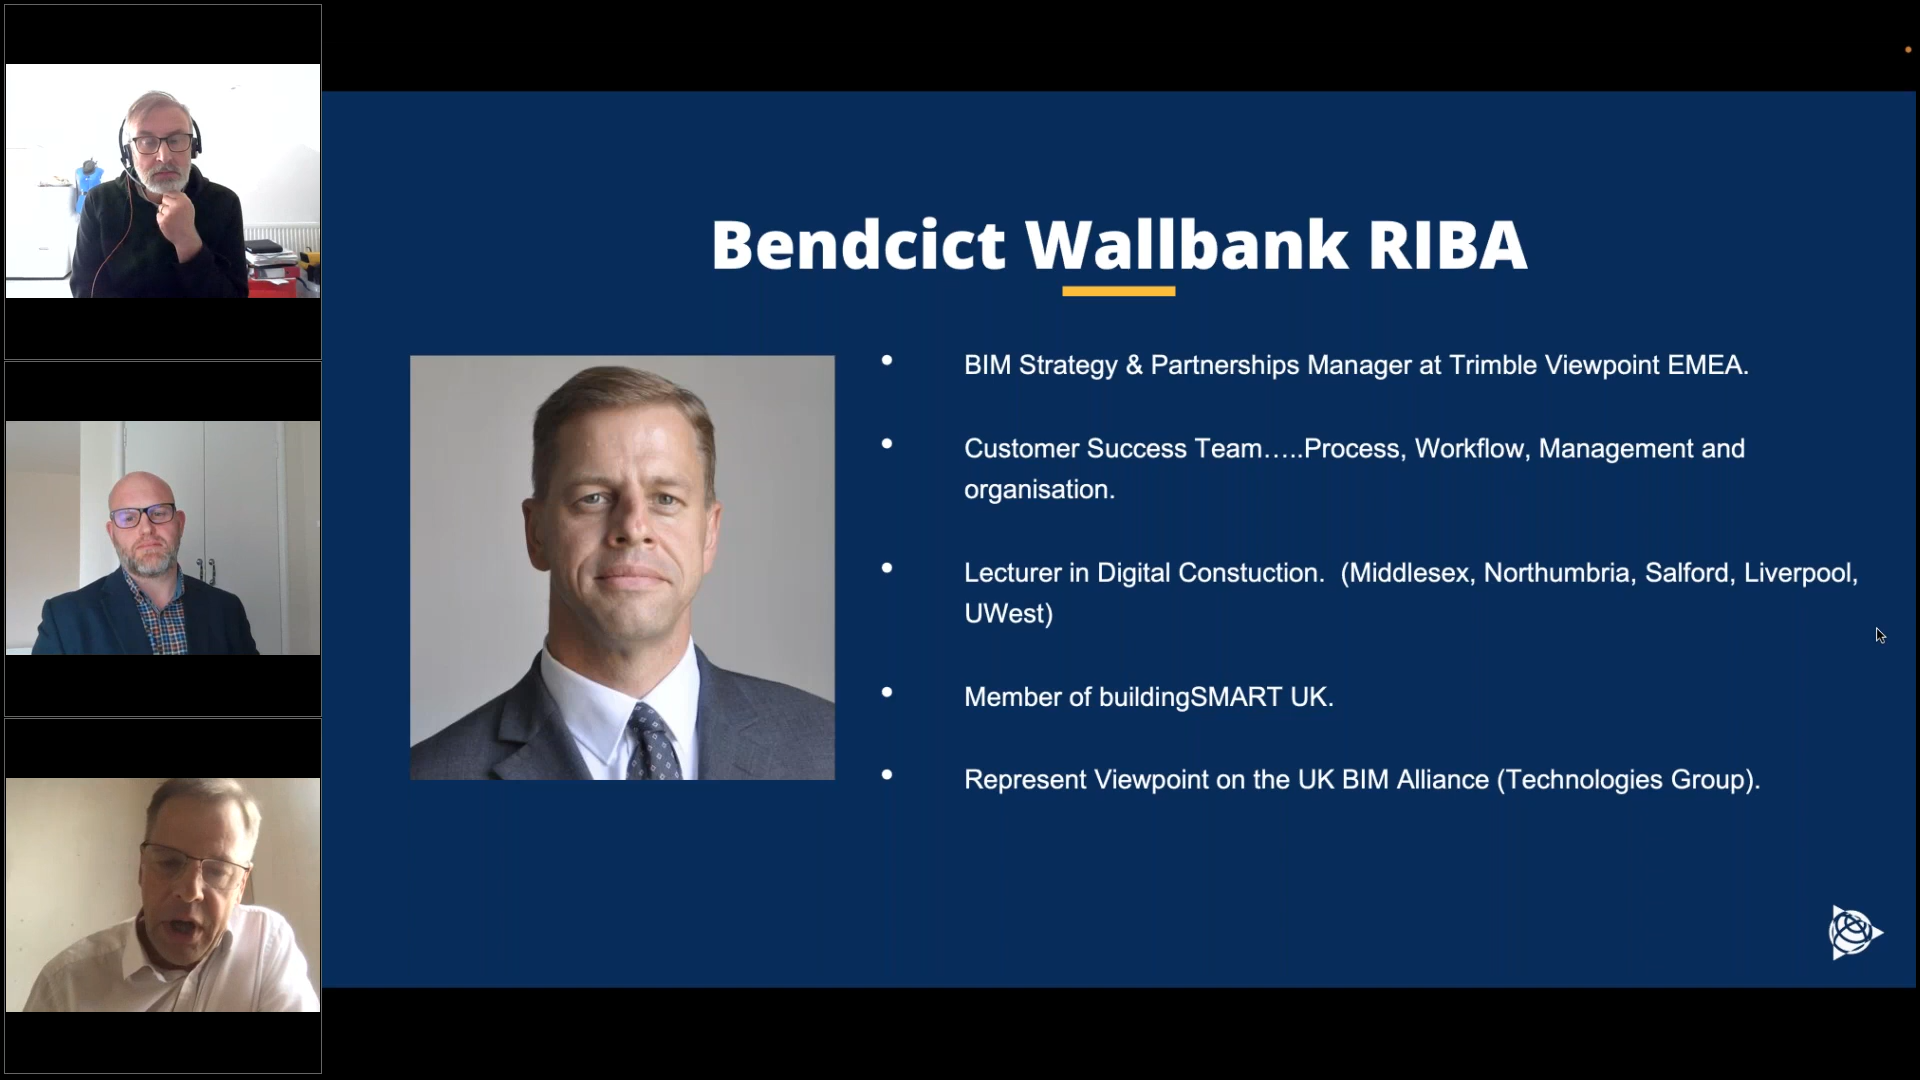 Bendcict Wallbank RIBA
• BIM Strategy & Partnerships Manager at Trimble Viewpoint EMEA.
• Customer Success Team…..Process, Workflow, Management and
organisation.
• Lecturer in Digital Constuction.  (Middlesex, Northumbria, Salford, Liverpool,
UWest)
• Member of buildingSMART UK.
• Represent Viewpoint on the UK BIM Alliance (Technologies Group).